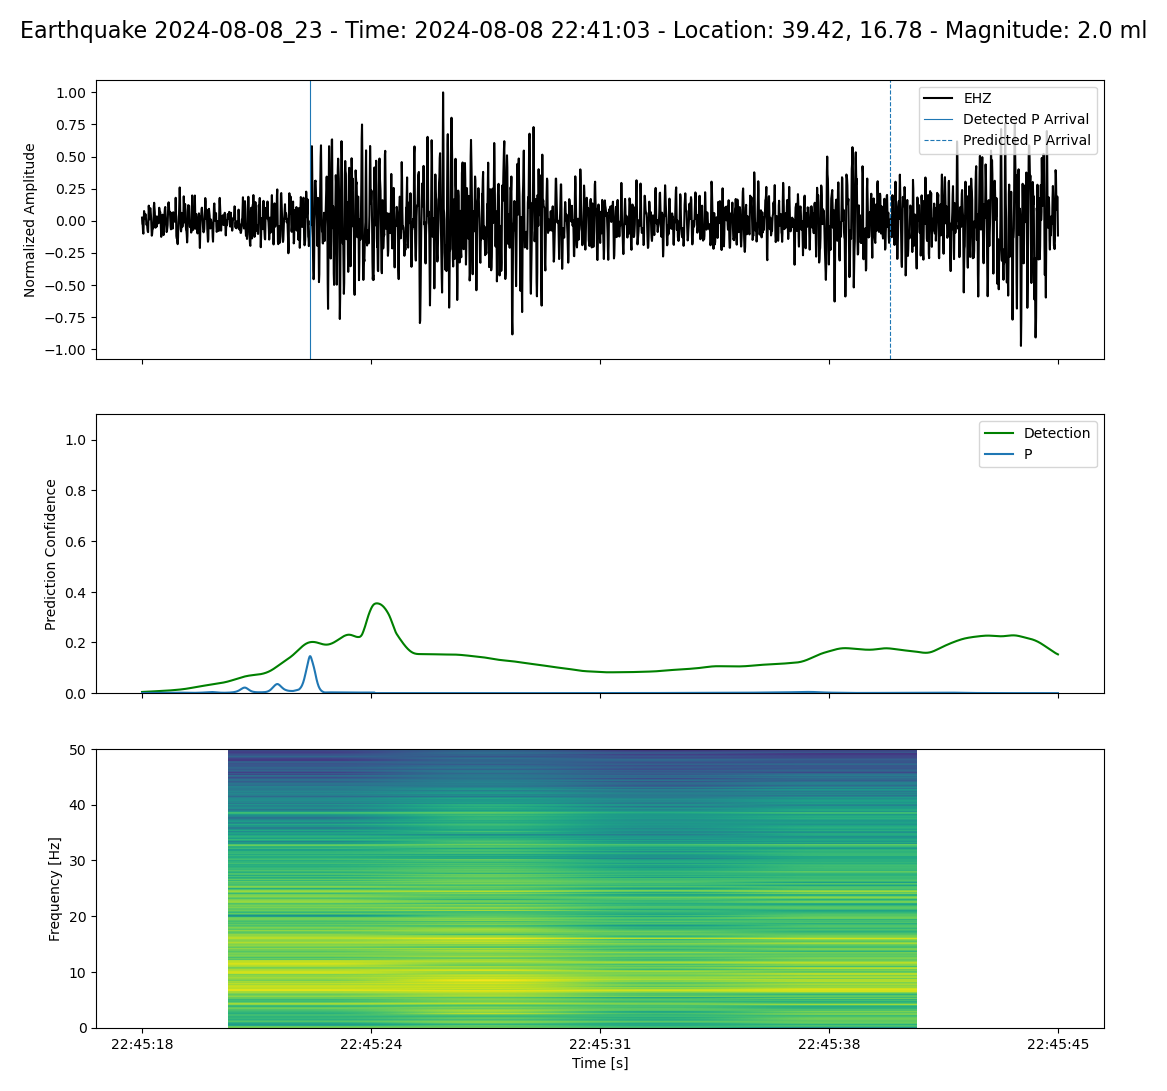 Earthquake 2024-08-08_23 - Time: 2024-08-08 22:41:03 - Location: 39.42, 16.78 - Magnitude: 2.0 ml
Normalized Amplitude
1.00
0.75
0.50
0.25
0.00
−0.25
−0.50
−0.75
−1.00
EHZ
Detected P Arrival
Predicted P Arrival
Prediction Confidence
1.0
0.8
0.6
0.4
0.2
0.0
Detection
P
Frequency [Hz]
50
40
30
20
10
0
22:45:18 22:45:24 22:45:31 22:45:38 22:45:45
Time [s]